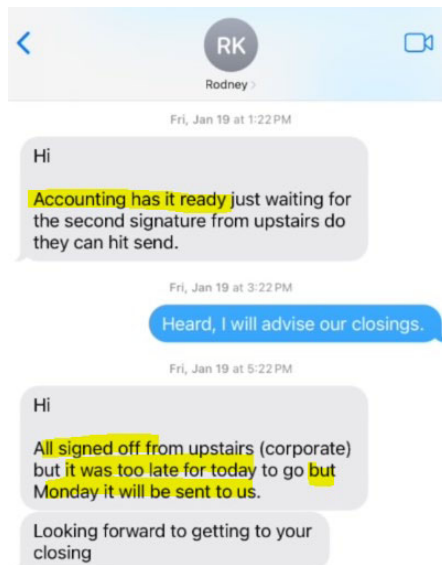 RK
Rodney
Fri, Jan 19 at 1:22 PM
Hi
Accounting has it ready just waiting for
the second signature from upstairs do
they can hit send.
Fri, Jan 19 at 3:22 PM
Heard, I will advise our closings.
Fri, Jan 19 at 5:22 PM
Hi
All signed off from upstairs (corporate)
but it was too late for today to go but
Monday it will be sent to us.
Looking forward to getting to your
closing